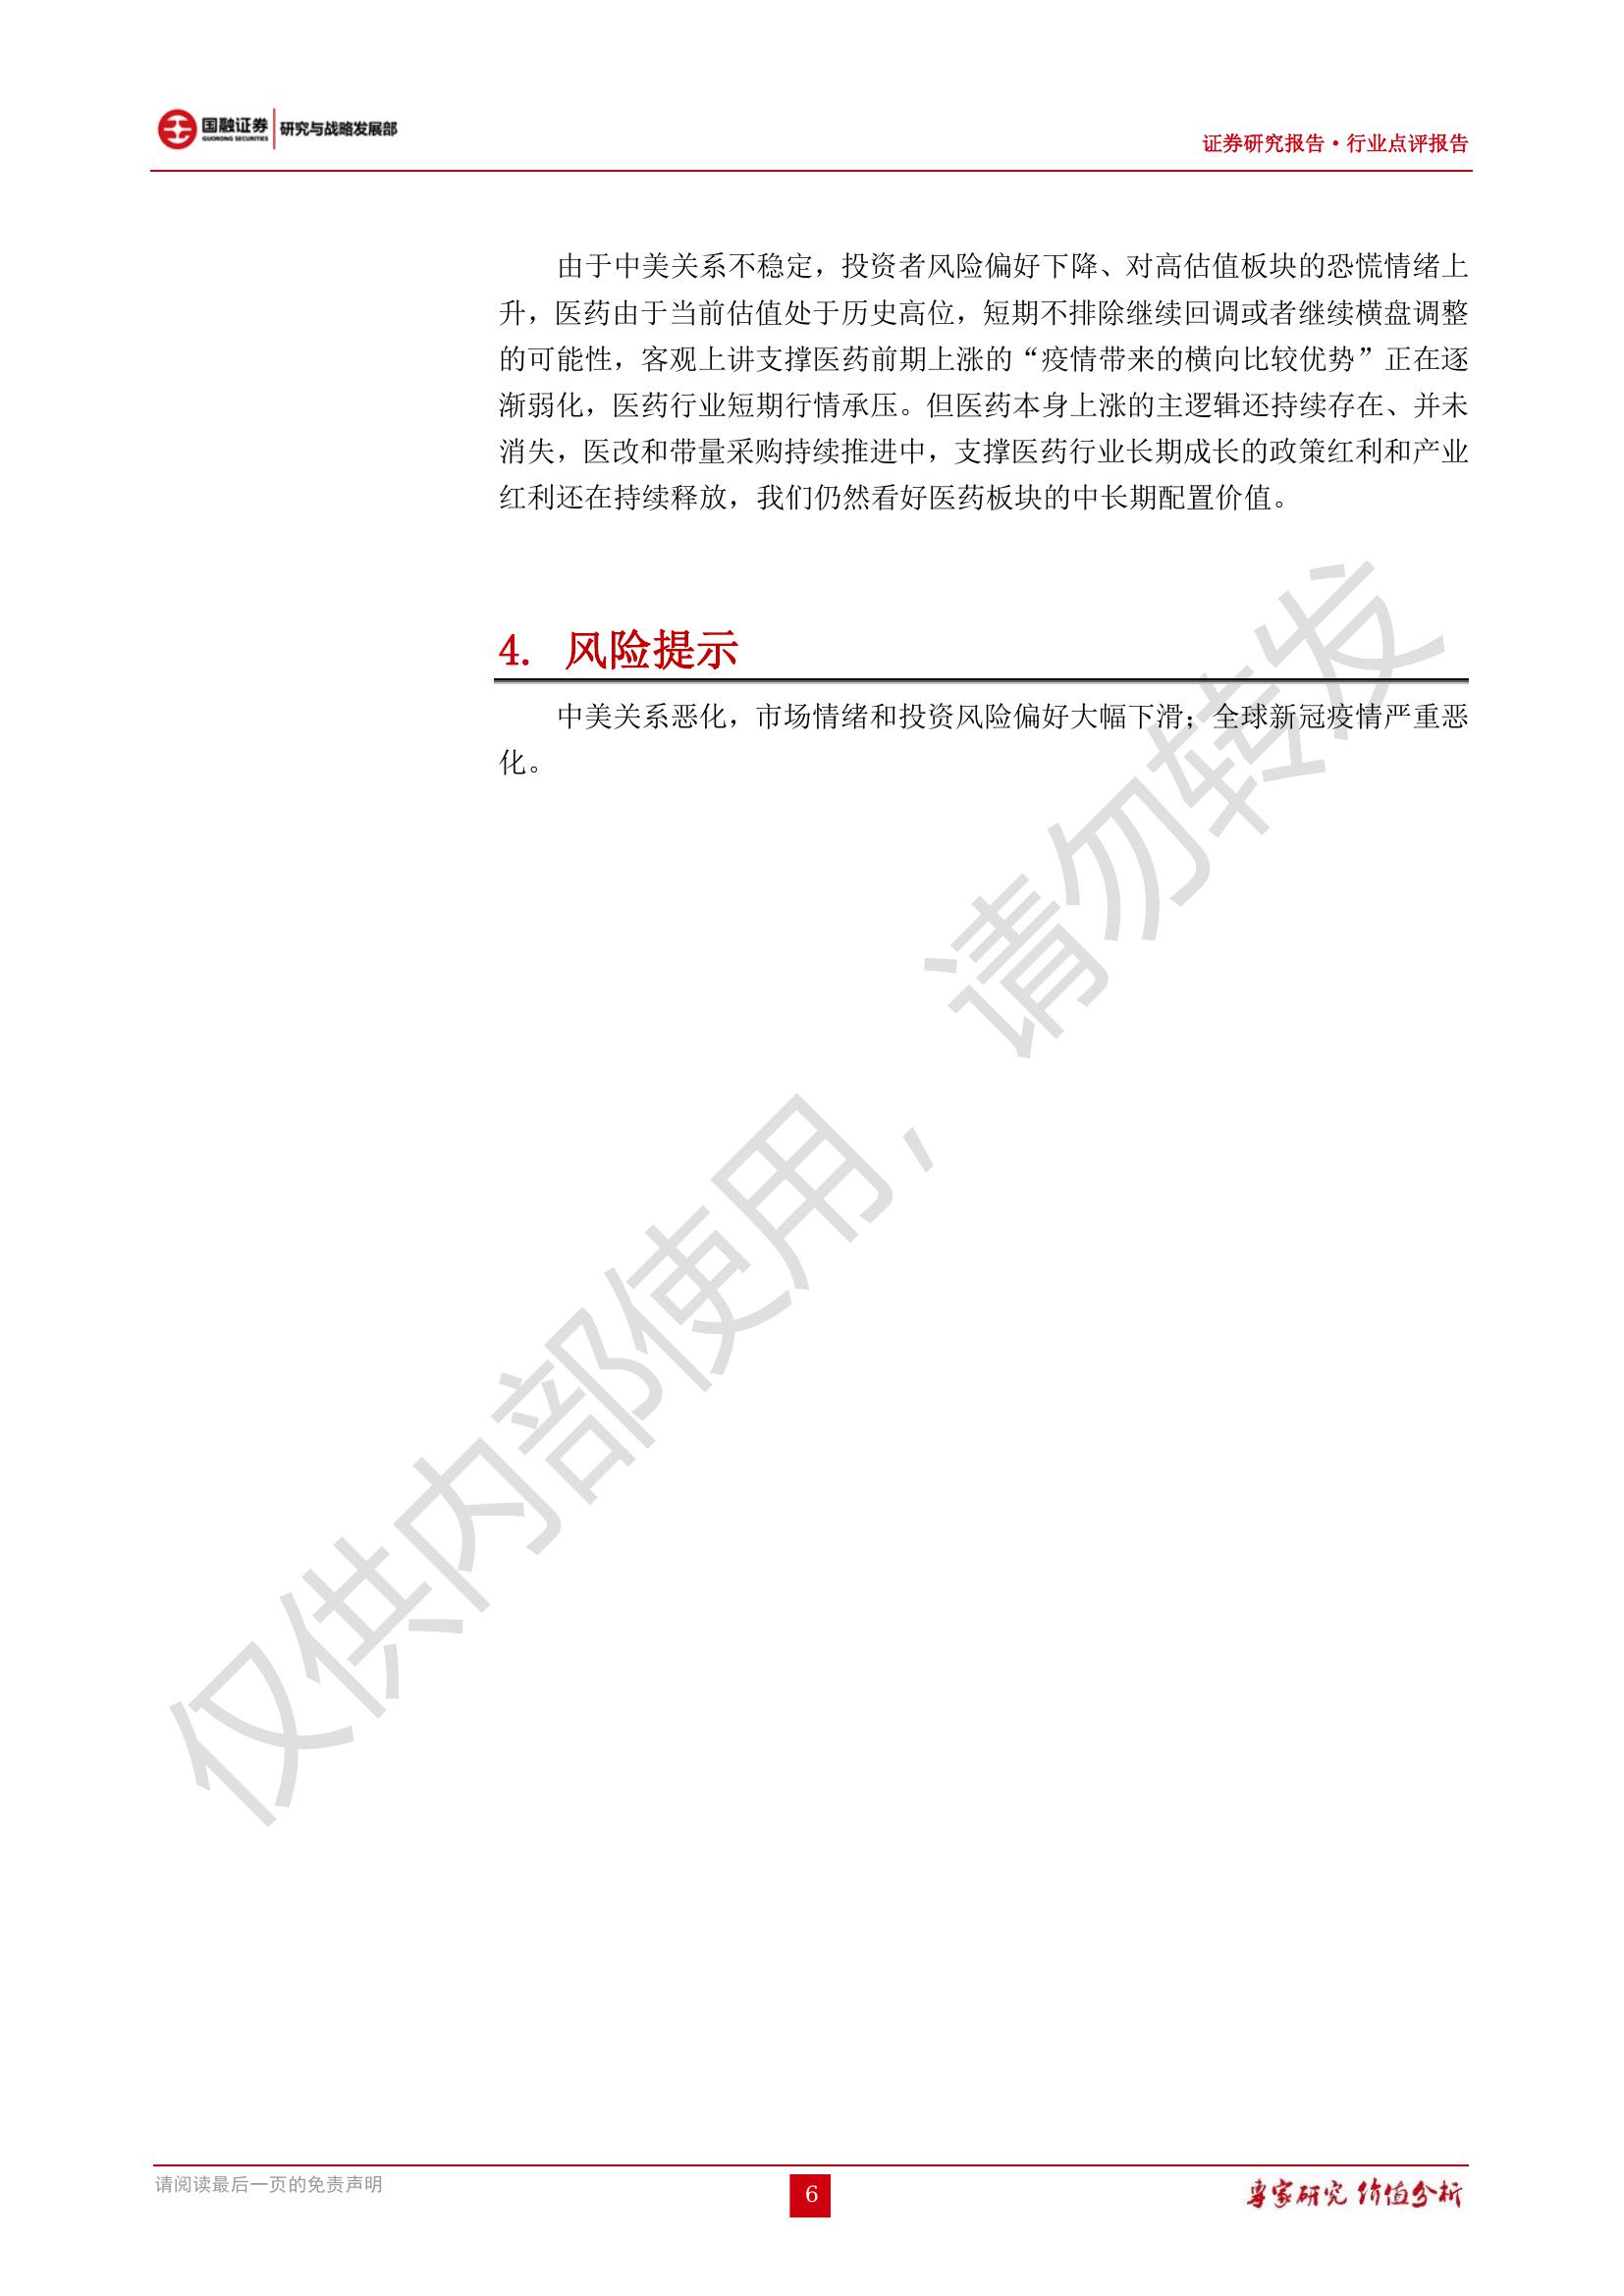 国融证券
GUORONG SECURITIES
研究与战略发展部
证券研究报告·行业点评报告
由于中美关系不稳定，投资者风险偏好下降、对高估值板块的恐慌情绪上
升，医药由于当前估值处于历史高位，短期不排除继续回调或者继续横盘调整
的可能性，客观上讲支撑医药前期上涨的“疫情带来的横向比较优势”正在逐
渐弱化，医药行业短期行情承压。但医药本身上涨的主逻辑还持续存在、并未
消失，医改和带量采购持续推进中，支撑医药行业长期成长的政策红利和产业
红利还在持续释放，我们仍然看好医药板块的中长期配置价值。
4. 风险提示
中美关系恶化，市场情绪和投资风险偏好大幅下滑；全球新冠疫情严重恶
化。
仅供内部使用，请勿转发
请阅读最后一页的免责声明
6
專家研究 价值分析